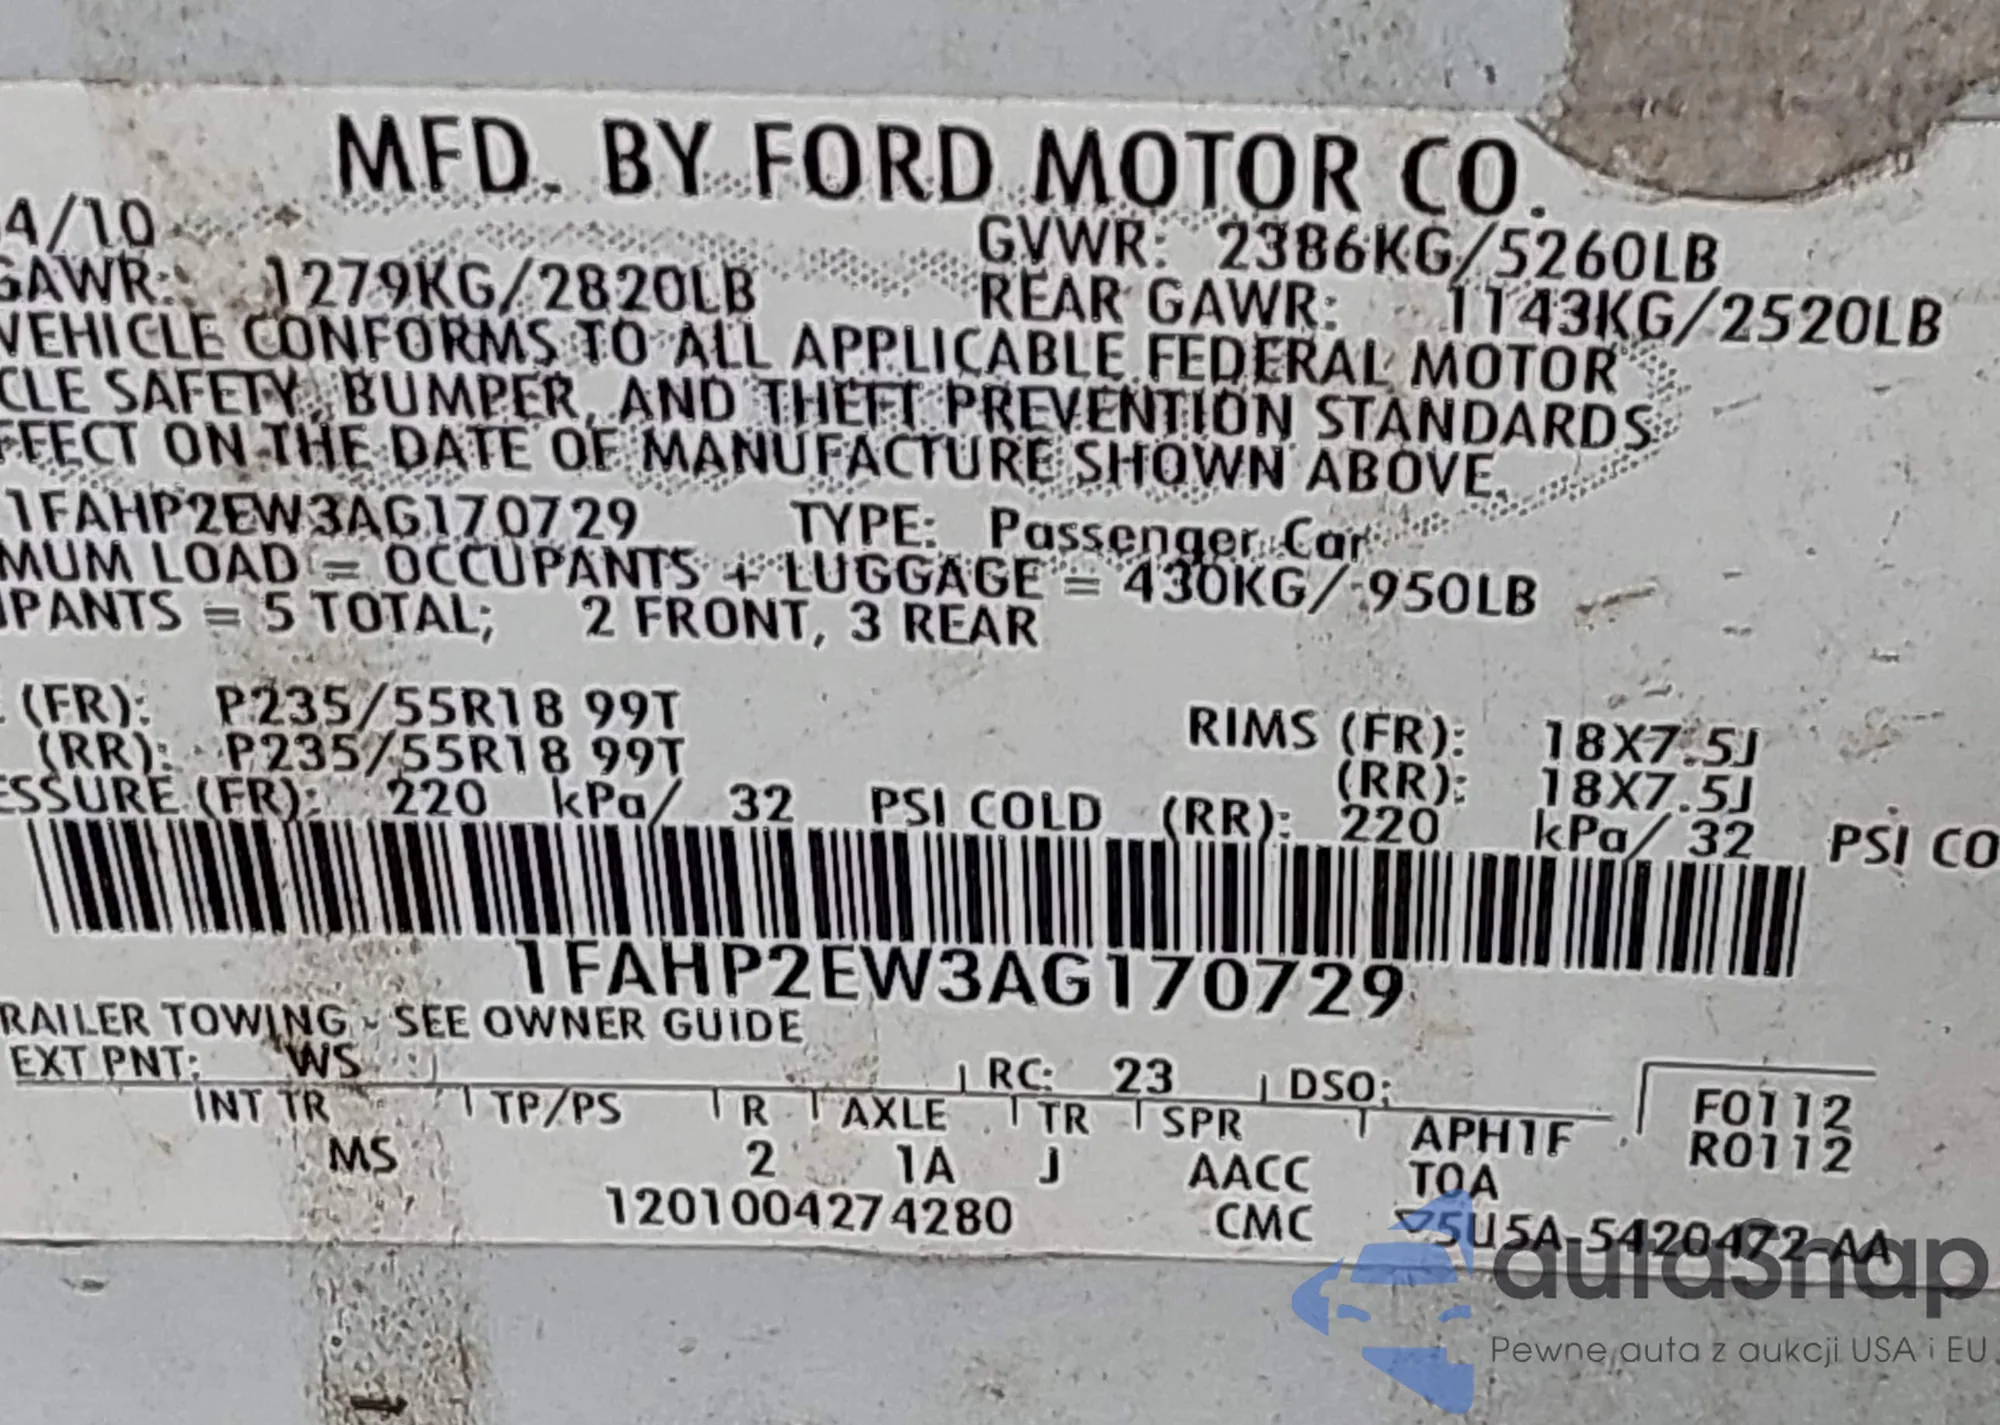 MFD. BY FORD MOTOR CO.
4/10 GVWR: 2386KG/5260LB
GAWR: 1279KG/2820LB REAR GAWR: 1143KG/2520LB
VEHICLE CONFORMS TO ALL APPLICABLE FEDERAL MOTOR
CLE SAFETY, BUMPER, AND THEFT PREVENTION STANDARDS
FFECT ON THE DATE OF MANUFACTURE SHOWN ABOVE.
1FAHP2EW3AG170729 TYPE: Passenger Car
MUM LOAD = OCCUPANTS + LUGGAGE = 430KG/ 950LB
UPANTS = 5 TOTAL; 2 FRONT, 3 REAR
(FR): P235/55R18 99T RIMS (FR): 18X7.5J
(RR): P235/55R18 99T (RR): 18X7.5J
ESSURE (FR): 220 kPa/ 32 PSI COLD (RR): 220 kPa/ 32 PSI CO
1FAHP2EW3AG170729
RAILER TOWING - SEE OWNER GUIDE
EXT PNT: WS RC: 23 DSO:
INT TR TP/PS R AXLE TR SPR APH1F F0112
MS 2 1A J AACC TOA R0112
1201004274280 CMC ▽5U5A-5420472-AA
autaSnap
Pewne auta z aukcji USA i EU